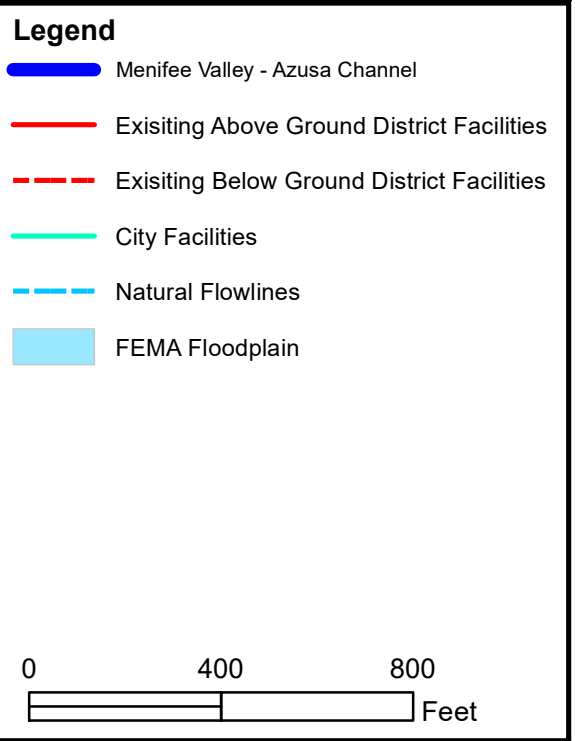 Legend
Menifee Valley - Azusa Channel
Exisiting Above Ground District Facilities
Exisiting Below Ground District Facilities
City Facilities
Natural Flowlines
FEMA Floodplain
0 400 800
Feet